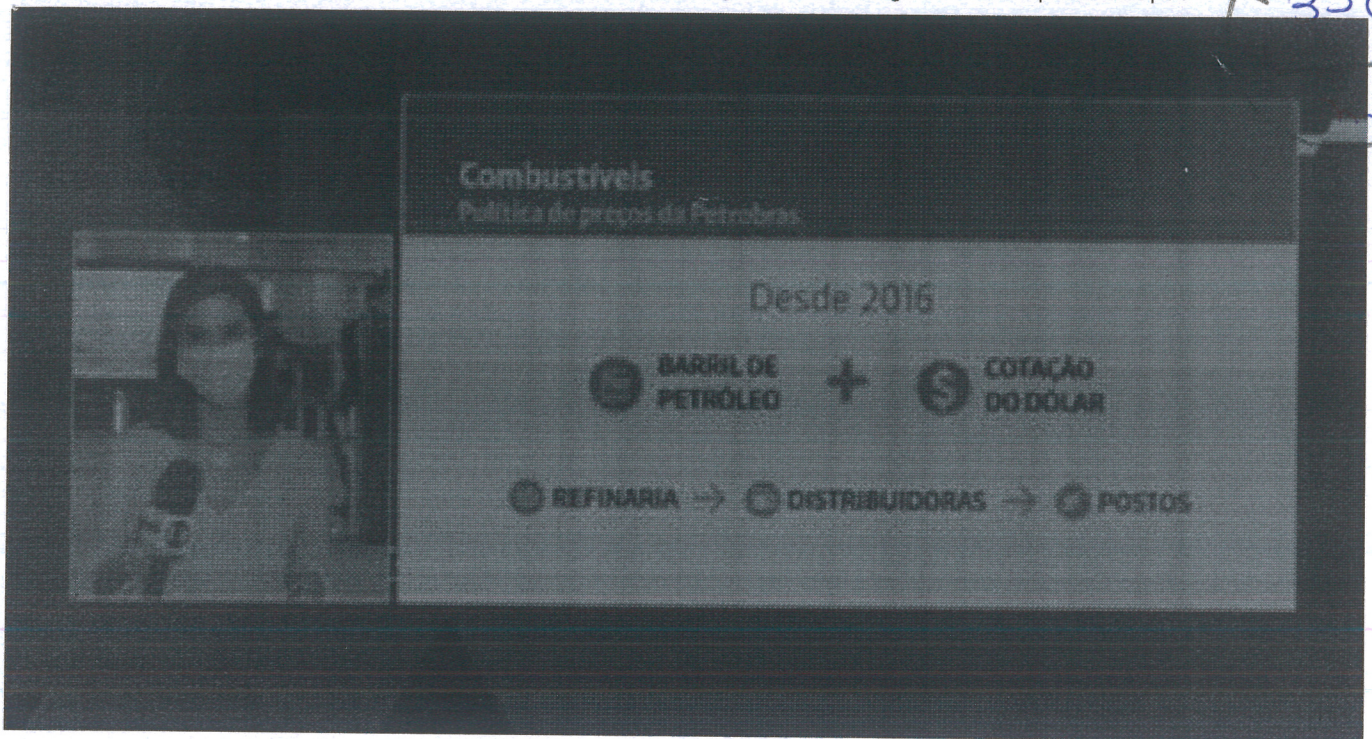 Combustíveis
Política de preços da Petrobras
Desde 2016
BARRIL DE
PETRÓLEO
+
COTAÇÃO
DO DÓLAR
$
REFINARIA → DISTRIBUIDORAS → POSTOS